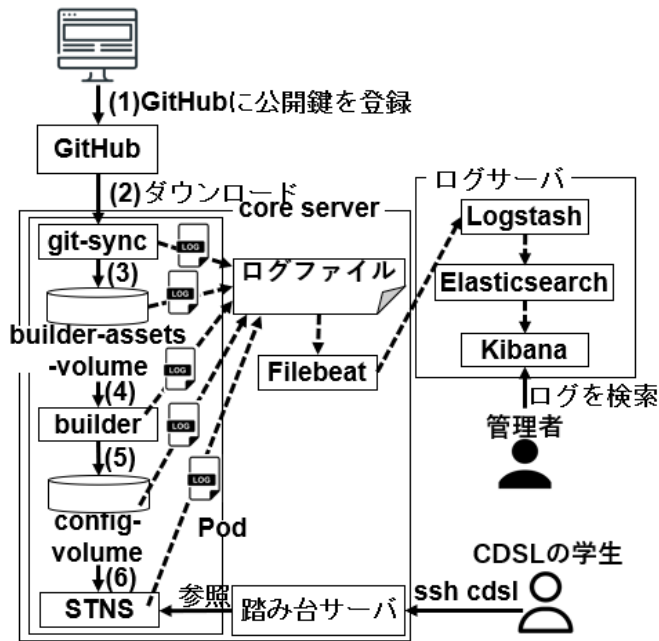 (1)GitHubに公開鍵を登録
GitHub
(2)ダウンロード
core server
git-sync
LOG
(3)
LOG
ログファイル
builder-assets
-volume
LOG
(4)
Filebeat
builder
LOG
(5)
LOG
config-
volume
Pod
(6)
STNS
参照
踏み台サーバ
ssh cdsl
CDSLの学生
ログサーバ
Logstash
Elasticsearch
Kibana
ログを検索
管理者